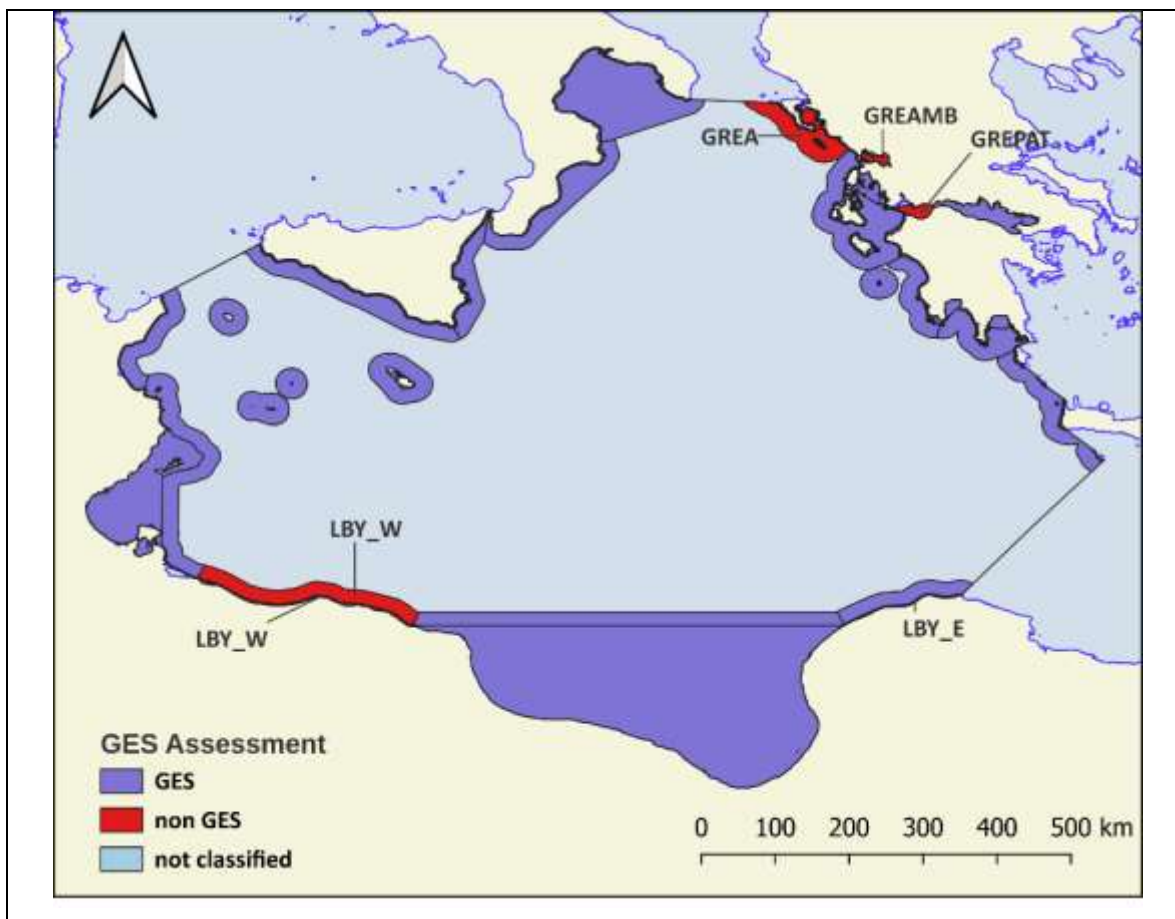 GREAMB
GREA
GREPAT
LBY_W
LBY_W
LBY_E
GES Assessment
GES
non GES
not classified
0 100 200 300 400 500 km